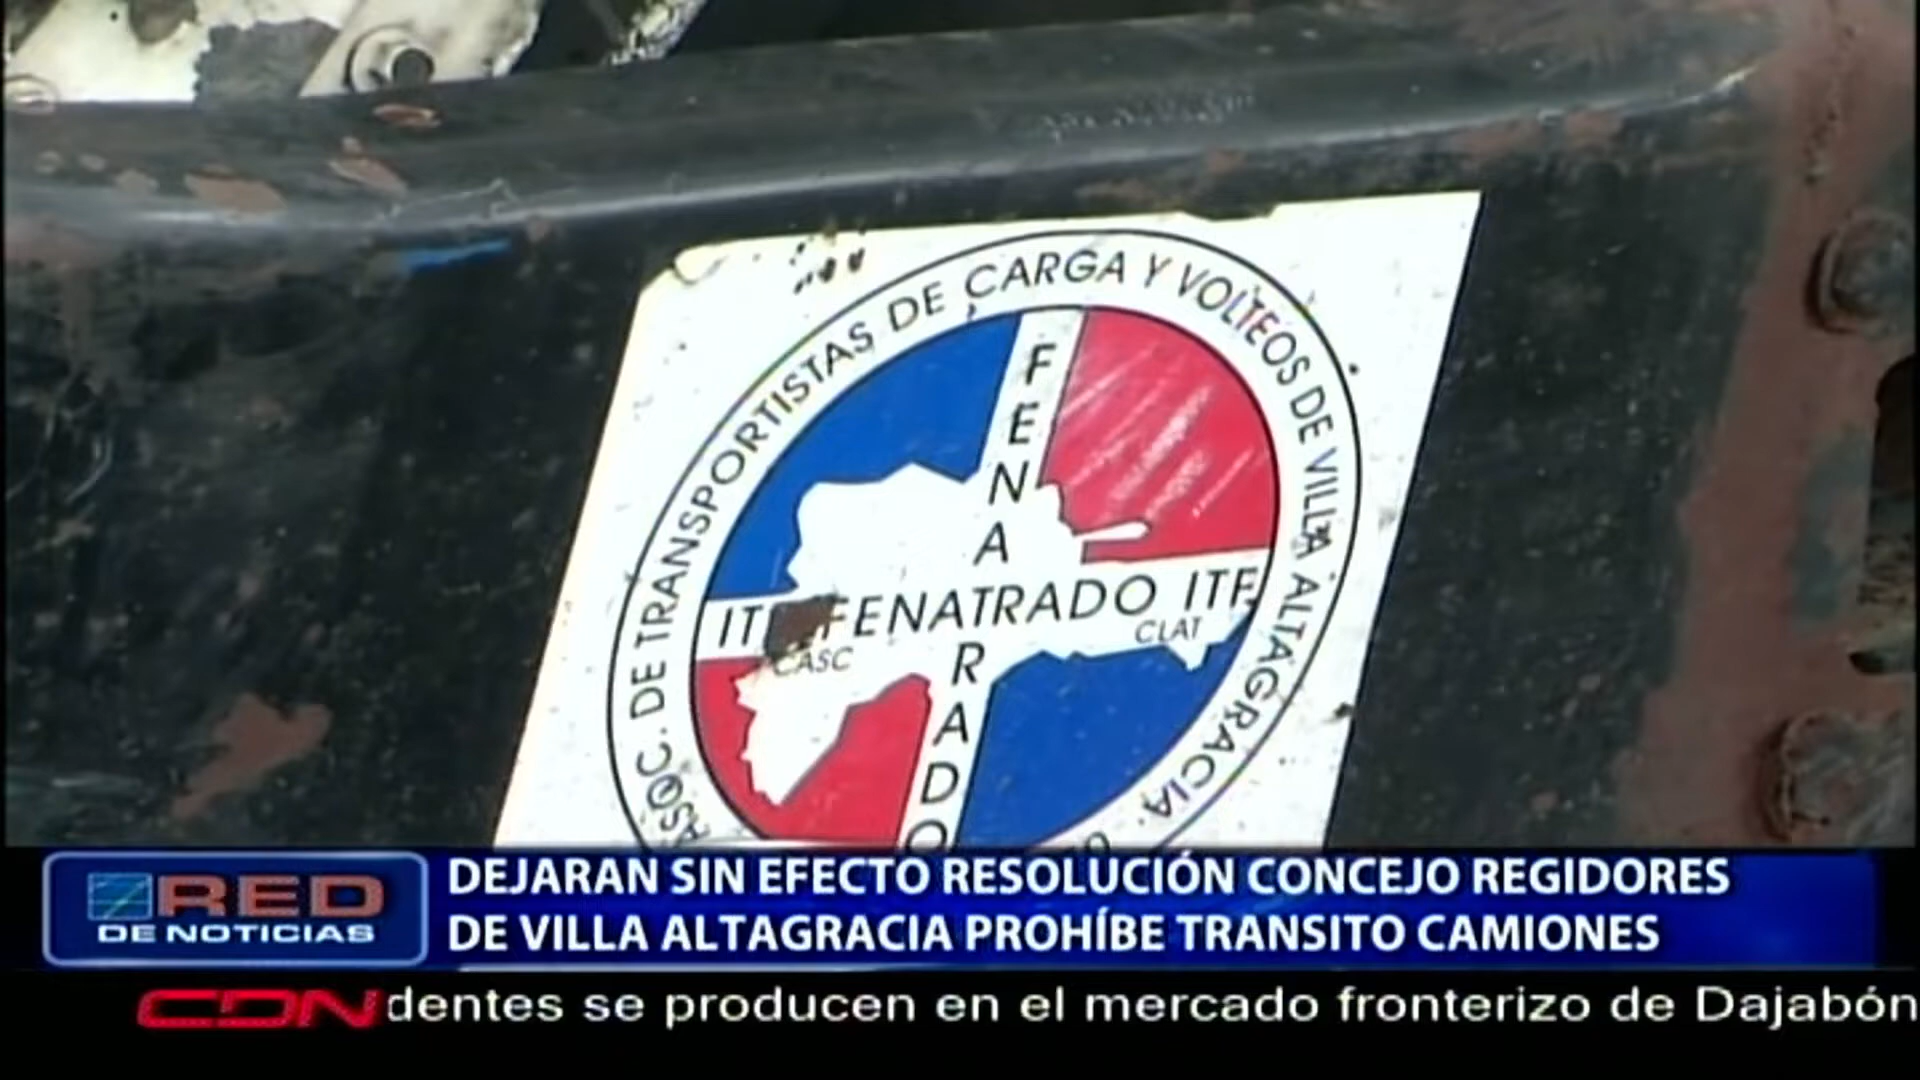 ASOC. DE TRANSPORTISTAS DE CARGA Y VOLTEOS DE VILLA ALTAGRACIA.
FENATRADO
FENATRADO ITF
CASC
CLAT
RED
DE NOTICIAS
DEJARAN SIN EFECTO RESOLUCIÓN CONCEJO REGIDORES
DE VILLA ALTAGRACIA PROHÍBE TRANSITO CAMIONES
CDN
dentes se producen en el mercado fronterizo de Dajabón